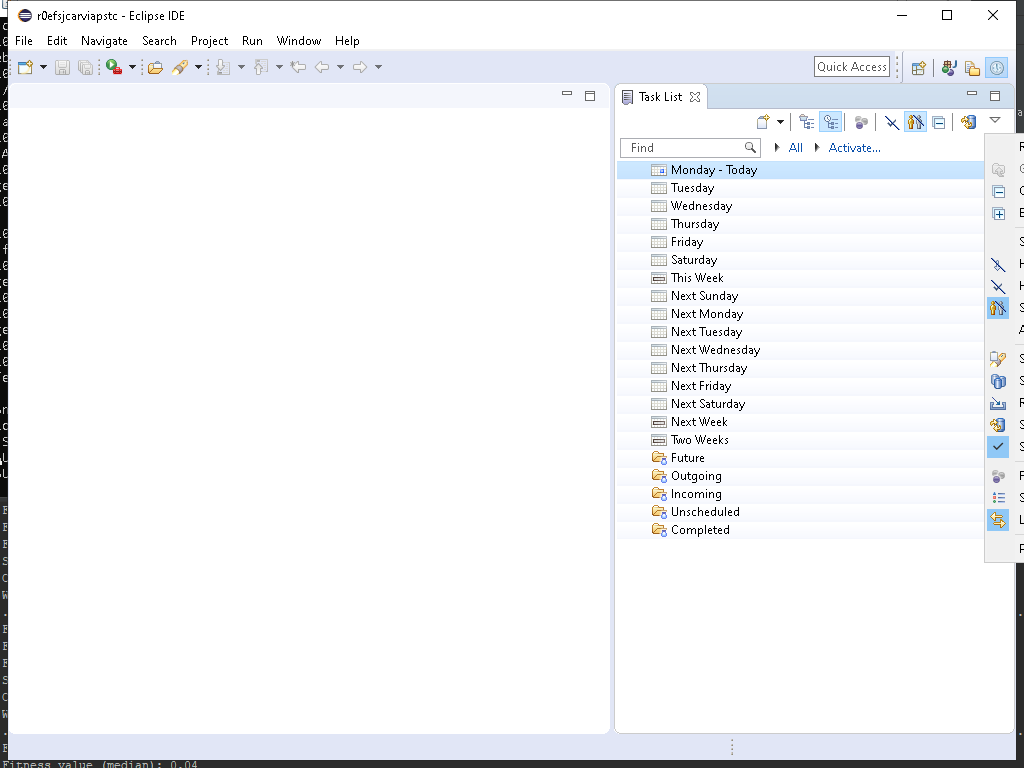 r0efsjcarviapstc - Eclipse IDE
File Edit Navigate Search Project Run Window Help
Quick Access
Task List
Find All Activate...
Monday - Today
Tuesday
Wednesday
Thursday
Friday
Saturday
This Week
Next Sunday
Next Monday
Next Tuesday
Next Wednesday
Next Thursday
Next Friday
Next Saturday
Next Week
Two Weeks
Future
Outgoing
Incoming
Unscheduled
Completed
Fitness value (median): 0.04